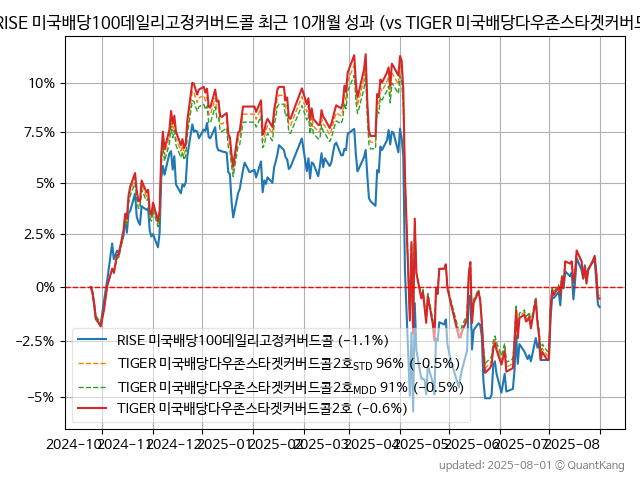 RISE 미국배당100데일리고정커버드콜 최근 10개월 성과 (vs TIGER 미국배당다우존스타겟커버드
10%
7.5%
5%
2.5%
0%
−2.5%
−5%
RISE 미국배당100데일리고정커버드콜 (−1.1%)
TIGER 미국배당다우존스타겟커버드콜2호STD 96% (−0.5%)
TIGER 미국배당다우존스타겟커버드콜2호MDD 91% (−0.5%)
TIGER 미국배당다우존스타겟커버드콜2호 (−0.6%)
2024-10 2024-11 2024-12 2025-01 2025-02 2025-03 2025-04 2025-05 2025-06 2025-07 2025-08
updated: 2025-08-01 © QuantKang